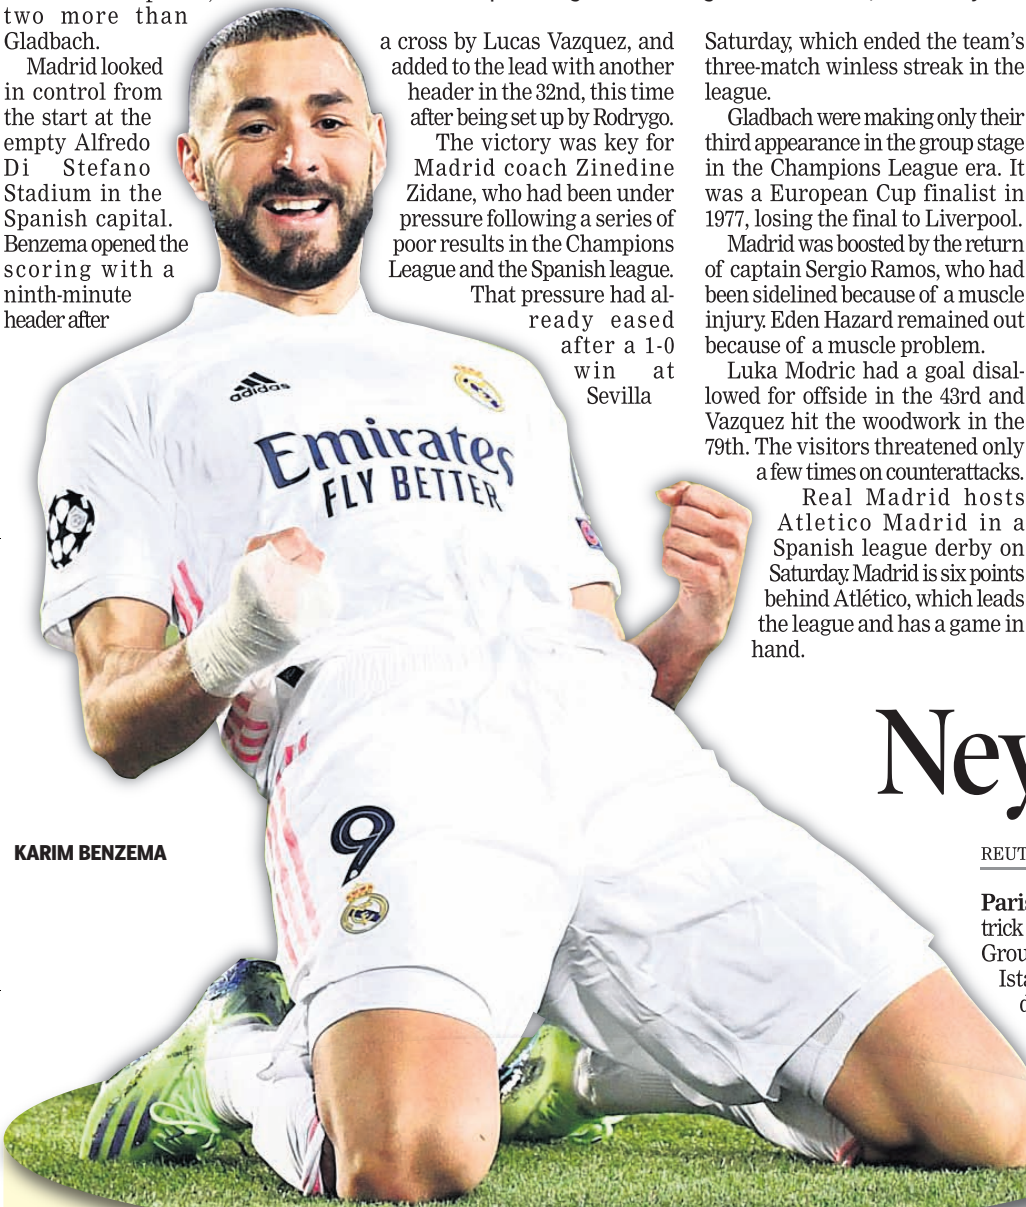 two more than
Gladbach.
Madrid looked
in control from
the start at the
empty Alfredo
Di Stefano
Stadium in the
Spanish capital.
Benzema opened the
scoring with a
ninth-minute
header after
a cross by Lucas Vazquez, and
added to the lead with another
header in the 32nd, this time
after being set up by Rodrygo.
The victory was key for
Madrid coach Zinedine
Zidane, who had been under
pressure following a series of
poor results in the Champions
League and the Spanish league.
That pressure had al-
ready eased
after a 1-0
win at
Sevilla
Saturday, which ended the team's
three-match winless streak in the
league.
Gladbach were making only their
third appearance in the group stage
in the Champions League era. It
was a European Cup finalist in
1977, losing the final to Liverpool.
Madrid was boosted by the return
of captain Sergio Ramos, who had
been sidelined because of a muscle
injury. Eden Hazard remained out
because of a muscle problem.
Luka Modric had a goal disal-
lowed for offside in the 43rd and
Vazquez hit the woodwork in the
79th. The visitors threatened only
a few times on counterattacks.
Real Madrid hosts
Atletico Madrid in a
Spanish league derby on
Saturday. Madrid is six points
behind Atlético, which leads
the league and has a game in
hand.
adidas
Emirates
FLY BETTER
9
KARIM BENZEMA
Ney
REUT
Paris
trick
Grou
Ista